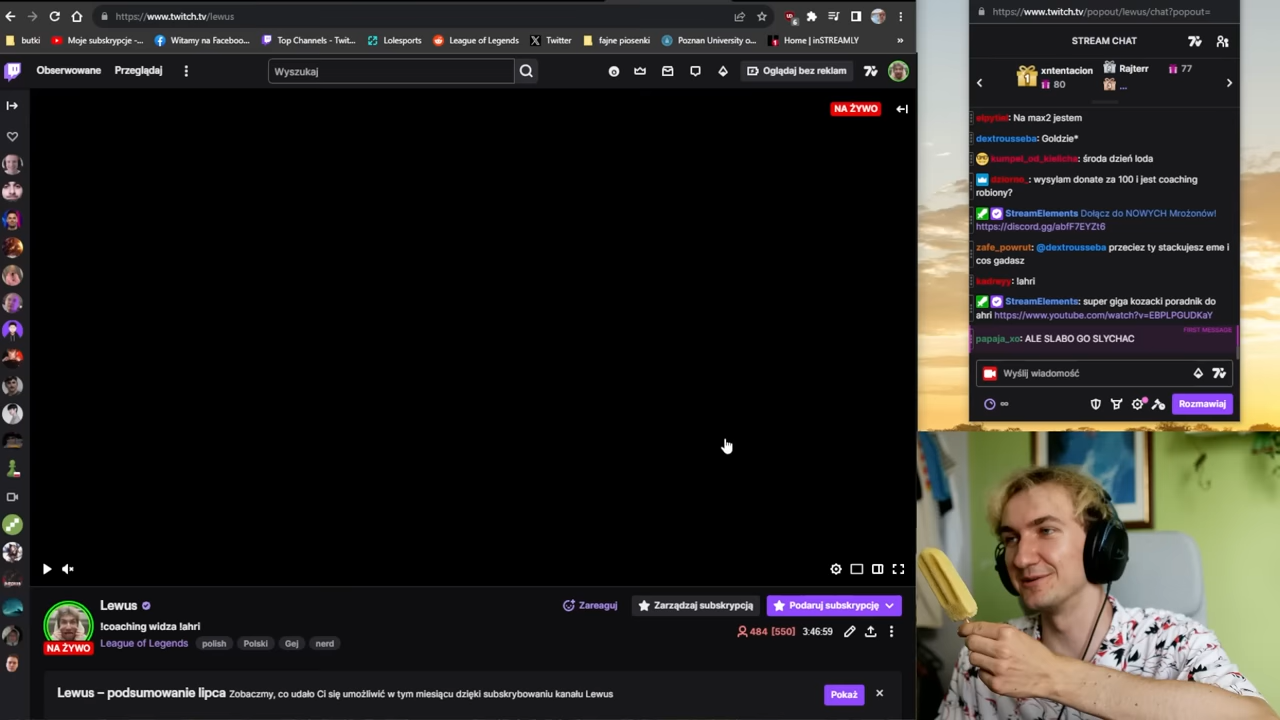 https://www.twitch.tv/lewus
butki
Moje subskrypcje -...
Witamy na Faceboo...
Top Channels - Twit...
Lolesports
League of Legends
Twitter
fajne piosenki
Poznan University o...
Home | inSTREAMLY
»
Obserwowane
Przeglądaj
Wyszukaj
Oglądaj bez reklam
NA ŻYWO
Lewus
!coaching widza !ahri
League of Legends
polish
Polski
Gej
nerd
NA ŻYWO
Zareaguj
Zarządzaj subskrypcją
Podaruj subskrypcję
484 [550]
3:46:59
Lewus – podsumowanie lipca Zobaczmy, co udało Ci się umożliwić w tym miesiącu dzięki subskrybowaniu kanału Lewus
Pokaż
https://www.twitch.tv/popout/lewus/chat?popout=
STREAM CHAT
1 xntentacion
80
Rajterr
77
...
elpytiel: Na max2 jestem
dextrousseba: Goldzie*
kumpel_od_kielicha: środa dzień loda
dzioroo_: wysylam donate za 100 i jest coaching
robiony?
StreamElements Dołącz do NOWYCH Mrożonów!
https://discord.gg/abfF7EYZt6
zafe_powrut: @dextrousseba przeciez ty stackujesz eme i
cos gadasz
kadreyy: !ahri
StreamElements: super giga kozacki poradnik do
ahri https://www.youtube.com/watch?v=EBPLPGUDKaY
FIRST MESSAGE
papaja_xo: ALE SLABO GO SLYCHAC
Wyślij wiadomość
∞
Rozmawiaj